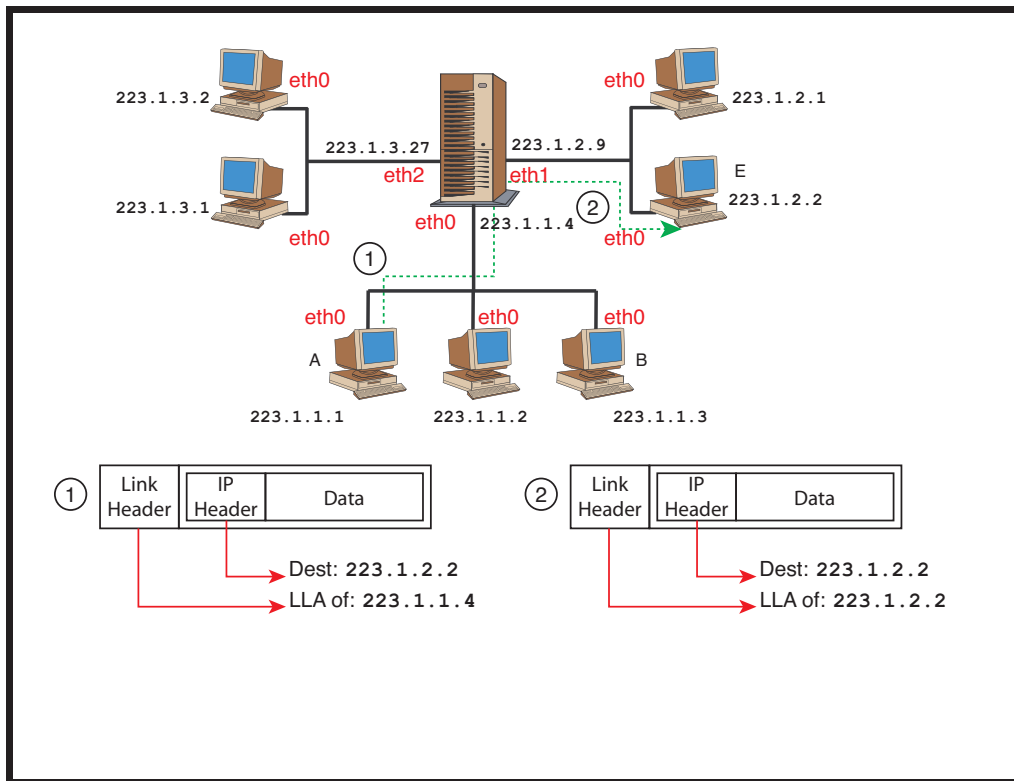 eth0
eth0
223.1.3.2
223.1.2.1
223.1.3.27
223.1.2.9
eth2
eth1
E
223.1.3.1
223.1.2.2
eth0
eth0
223.1.1.4
2
eth0
1
eth0
eth0
eth0
A
B
223.1.1.1
223.1.1.2
223.1.1.3
1
Link
Header
IP
Header
Data
Dest: 223.1.2.2
LLA of: 223.1.1.4
2
Link
Header
IP
Header
Data
Dest: 223.1.2.2
LLA of: 223.1.2.2